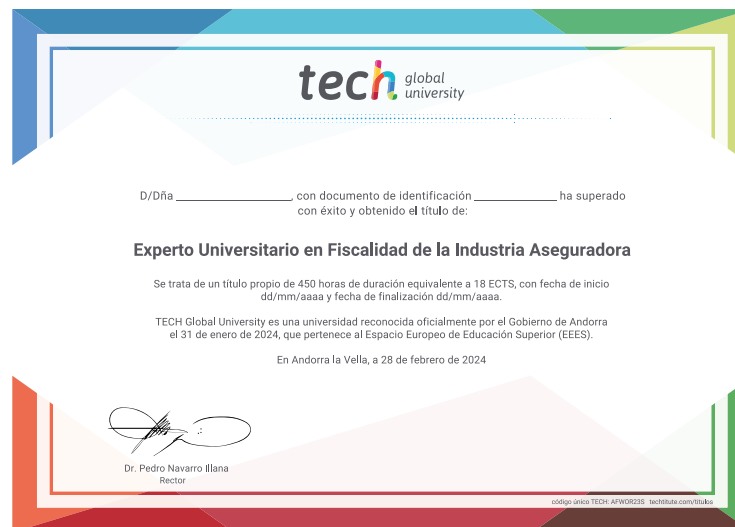 tech global university
D/Dña ______________, con documento de identificación ______________ ha superado
con éxito y obtenido el título de:
Experto Universitario en Fiscalidad de la Industria Aseguradora
Se trata de un título propio de 450 horas de duración equivalente a 18 ECTS, con fecha de inicio
dd/mm/aaaa y fecha de finalización dd/mm/aaaa.
TECH Global University es una universidad reconocida oficialmente por el Gobierno de Andorra
el 31 de enero de 2024, que pertenece al Espacio Europeo de Educación Superior (EEES).
En Andorra la Vella, a 28 de febrero de 2024
Dr. Pedro Navarro Illana
Rector
código único TECH: AFWOR23S techtitute.com/titulos